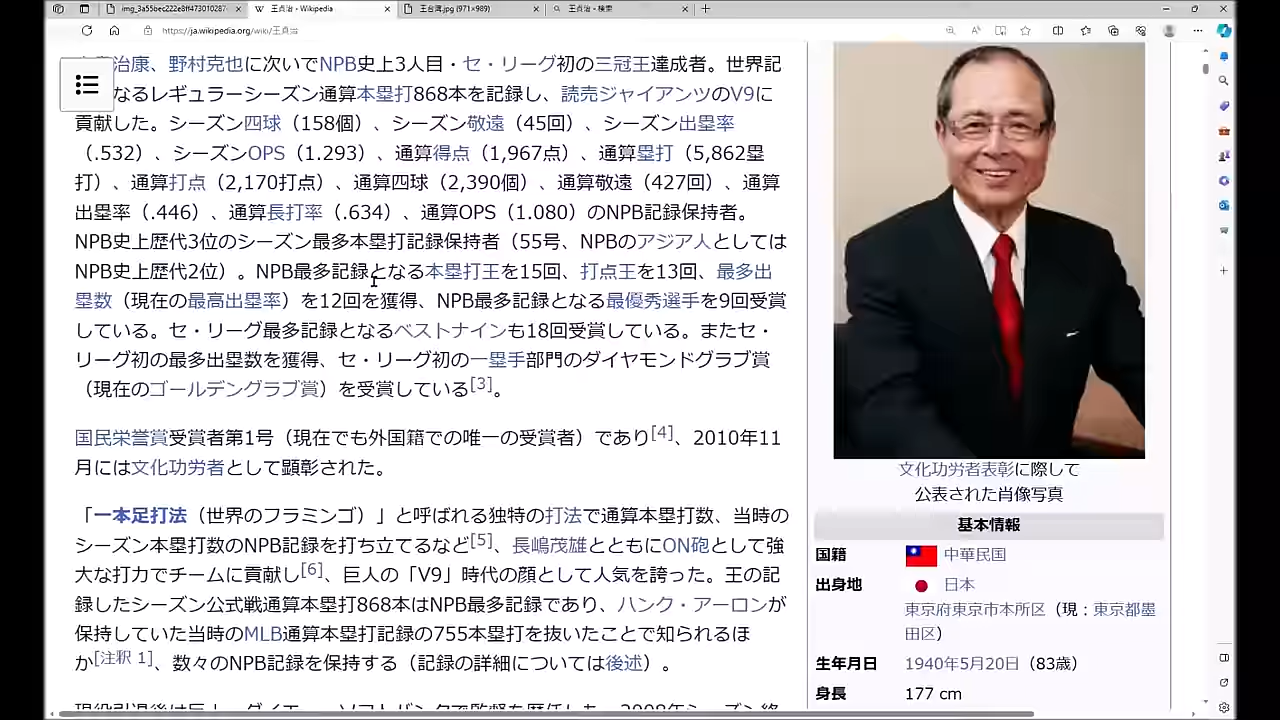 img_3a55bec222e8ff4730102​87
王貞治 - Wikipedia
王台湾.jpg (971×989)
王貞治 - 検索
https://ja.wikipedia.org/wiki/王貞治
治康、野村克也に次いでNPB史上3人目・セ・リーグ初の三冠王達成者。世界記
なるレギュラーシーズン通算本塁打868本を記録し、読売ジャイアンツのV9に
貢献した。シーズン四球（158個）、シーズン敬遠（45回）、シーズン出塁率
（.532）、シーズンOPS（1.293）、通算得点（1,967点）、通算塁打（5,862塁
打）、通算打点（2,170打点）、通算四球（2,390個）、通算敬遠（427回）、通算
出塁率（.446）、通算長打率（.634）、通算OPS（1.080）のNPB記録保持者。
NPB史上歴代3位のシーズン最多本塁打記録保持者（55号、NPBのアジア人としては
NPB史上歴代2位）。NPB最多記録となる本塁打王を15回、打点王を13回、最多出
塁数（現在の最高出塁率）を12回を獲得、NPB最多記録となる最優秀選手を9回受賞
している。セ・リーグ最多記録となるベストナインも18回受賞している。またセ・
リーグ初の最多出塁数を獲得、セ・リーグ初の一塁手部門のダイヤモンドグラブ賞
（現在のゴールデングラブ賞）を受賞している[3]。
国民栄誉賞受賞者第1号（現在でも外国籍での唯一の受賞者）であり[4]、2010年11
月には文化功労者として顕彰された。
「一本足打法（世界のフラミンゴ）」と呼ばれる独特の打法で通算本塁打数、当時の
シーズン本塁打数のNPB記録を打ち立てるなど[5]、長嶋茂雄とともにON砲として強
大な打力でチームに貢献し[6]、巨人の「V9」時代の顔として人気を誇った。王の記
録したシーズン公式戦通算本塁打868本はNPB最多記録であり、ハンク・アーロンが
保持していた当時のMLB通算本塁打記録の755本塁打を抜いたことで知られるほ
か[注釈 1]、数々のNPB記録を保持する（記録の詳細については後述）。
文化功労者表彰に際して
公表された肖像写真
基本情報
国籍 中華民国
出身地 日本
東京府東京市本所区（現：東京都墨
田区）
生年月日 1940年5月20日（83歳）
身長 177 cm